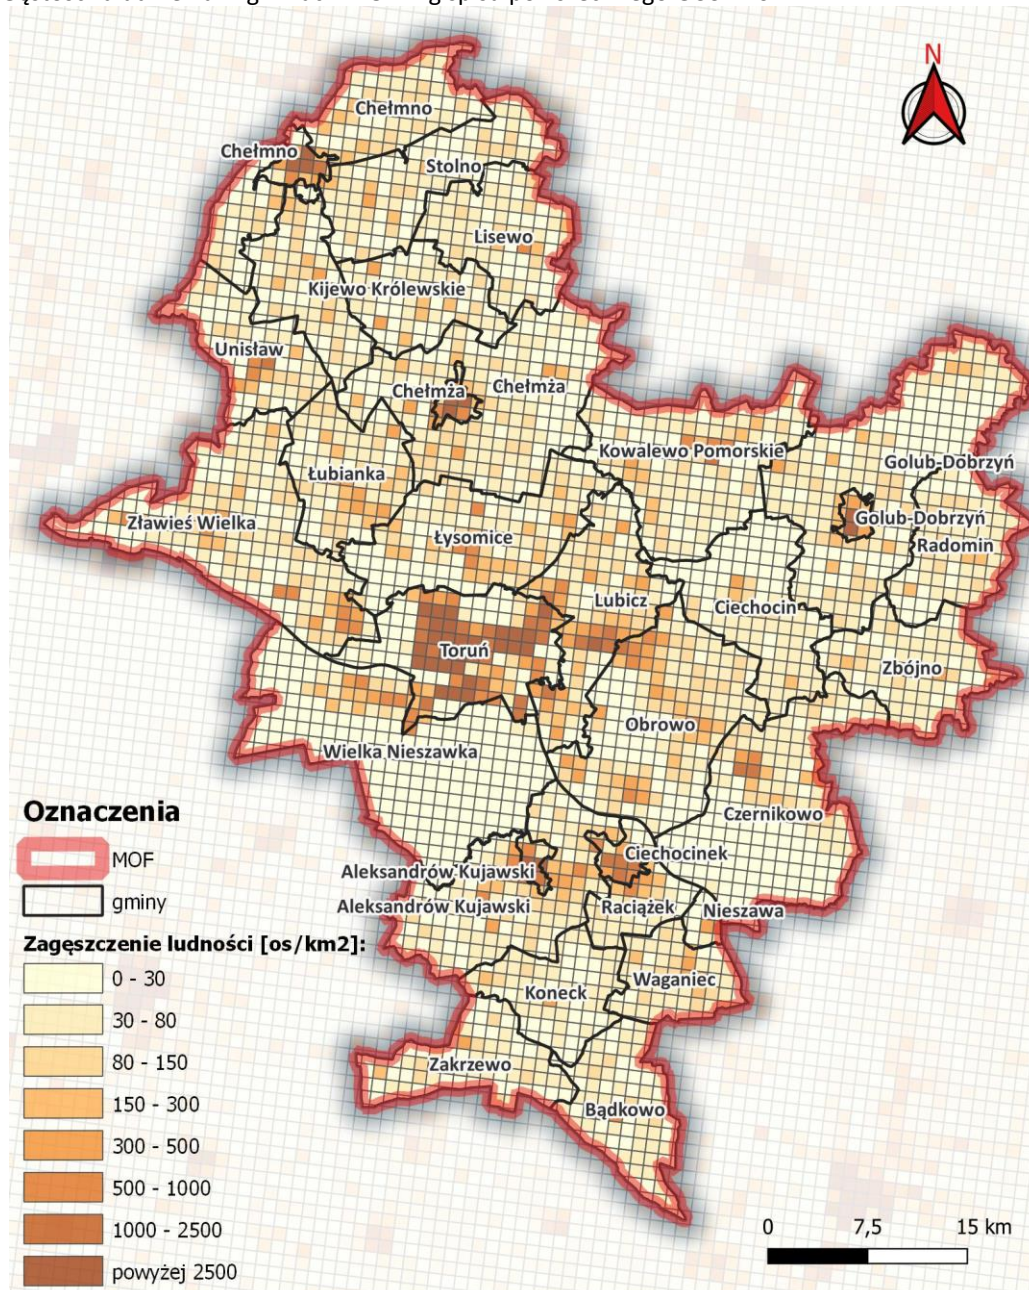 N
Chełmno
Chełmno
Stolno
Lisewo
Kijewo Królewskie
Unisław
Chełmża
Chełmża
Kowalewo Pomorskie
Golub-Dobrzyń
Łubianka
Golub-Dobrzyń
Zławieś Wielka
Łysomice
Radomin
Lubicz
Ciechocin
Toruń
Zbójno
Obrowo
Wielka Nieszawka
Czernikowo
Ciechocinek
Aleksandrów Kujawski
Aleksandrów Kujawski
Raciążek
Nieszawa
Waganiec
Koneck
Zakrzewo
Bądkowo
Oznaczenia
MOF
gminy
Zagęszczenie ludności [os/km2]:
0 - 30
30 - 80
80 - 150
150 - 300
300 - 500
500 - 1000
1000 - 2500
powyżej 2500
0 7,5 15 km